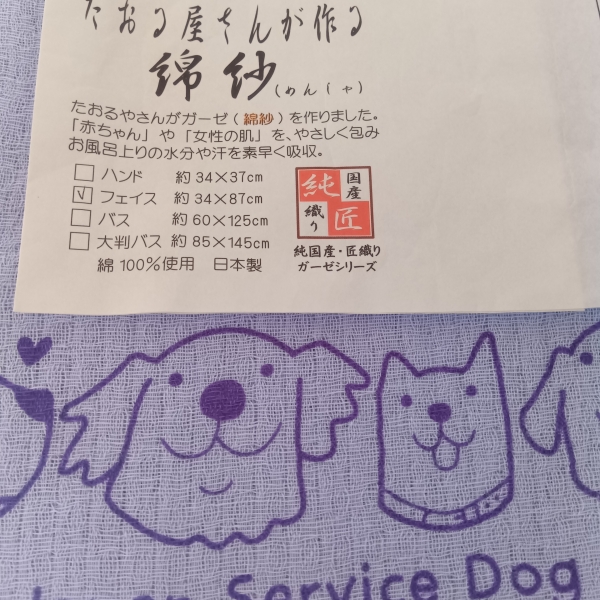 たおる屋さんが作る
綿紗(めんしゃ)
たおるやさんがガーゼ(綿紗)を作りました。
「赤ちゃん」や「女性の肌」を、やさしく包み
お風呂上りの水分や汗を素早く吸収。
ハンド 約34×37cm
フェイス 約34×87cm
バス 約60×125cm
大判バス 約85×145cm
綿100%使用 日本製
純国産
織り匠
純国産・匠織り
ガーゼシリーズ
Service Dog